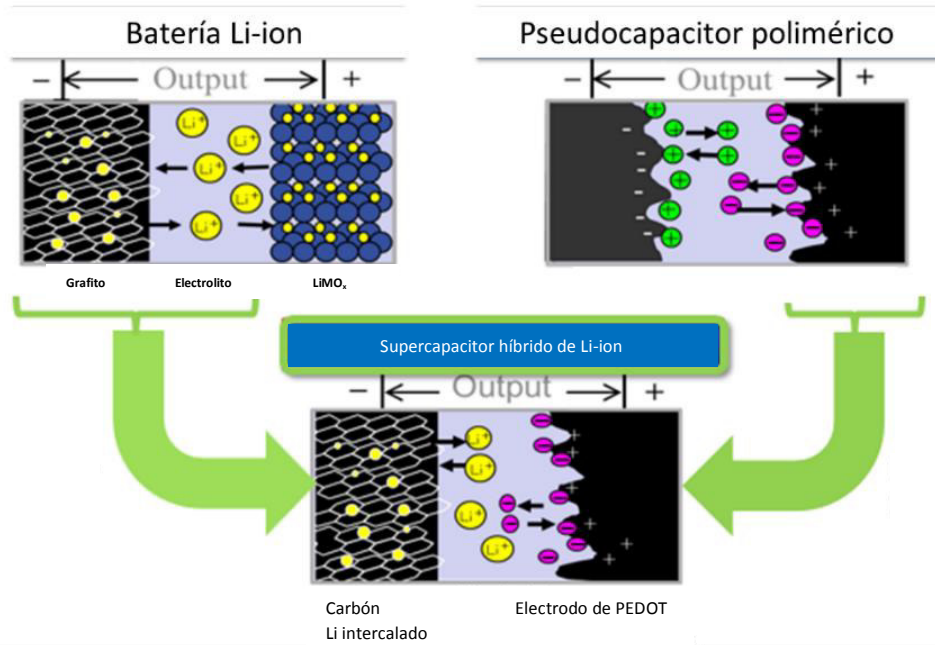 Batería Li-ion
Pseudocapacitor polimérico
− Output +
− Output +
Li⁺
Li⁺
Li⁺
Li⁺
Li⁺
Grafito Electrolito LiMOₓ
Supercapacitor híbrido de Li-ion
− Output +
Li⁺
Li⁺
Li⁺
Li⁺
Carbón
Li intercalado
Electrodo de PEDOT